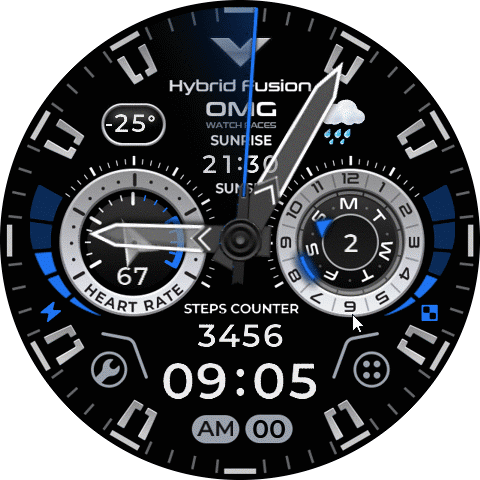 Hybrid Fusion
OMG
WATCH FACES
-25°
SUNRISE
21:30
SUNSET
12 1 2 3 4 5 6 7 8 9 10 11
S M T W T F S
2
67
HEART RATE
STEPS COUNTER
3456
09:05
AM 00